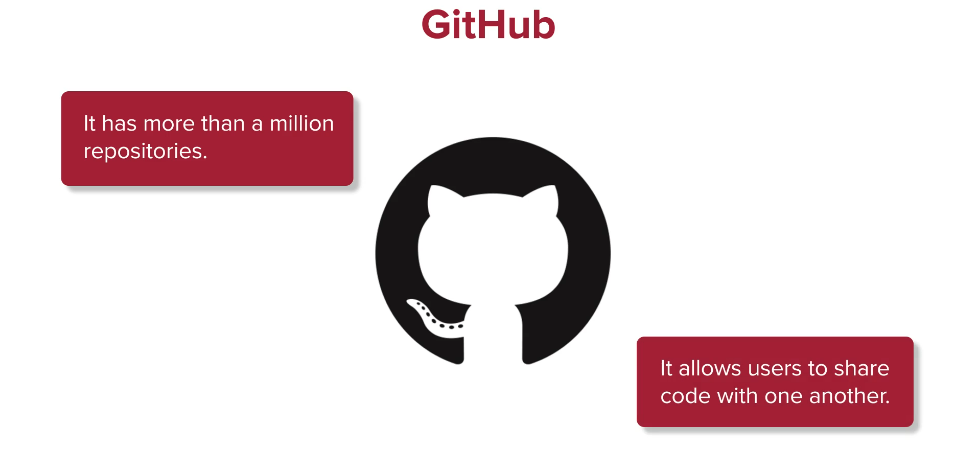 GitHub
It has more than a million
repositories.
It allows users to share
code with one another.